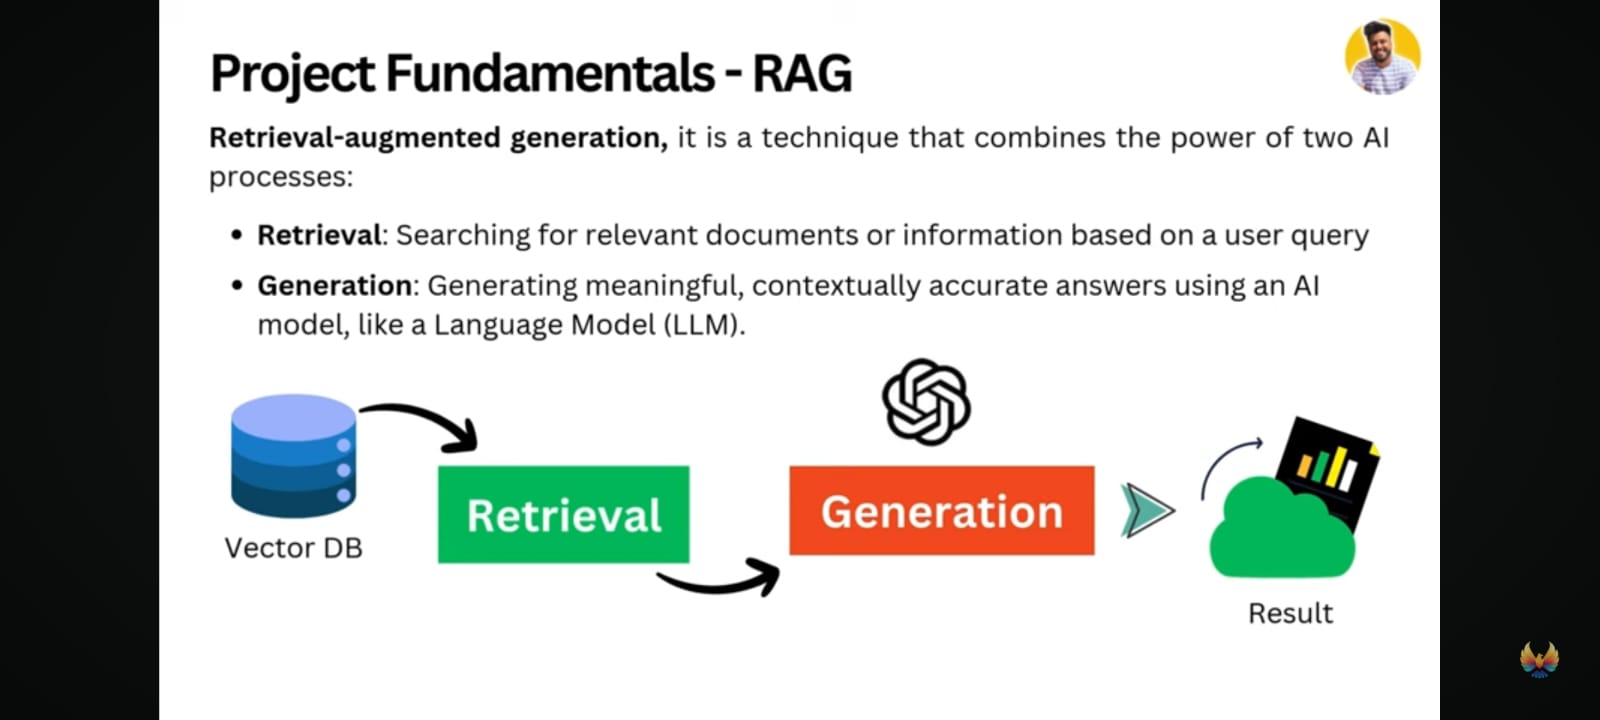 Project Fundamentals - RAG
Retrieval-augmented generation, it is a technique that combines the power of two AI
processes:
• Retrieval: Searching for relevant documents or information based on a user query
• Generation: Generating meaningful, contextually accurate answers using an AI
model, like a Language Model (LLM).
Vector DB
Retrieval
Generation
Result